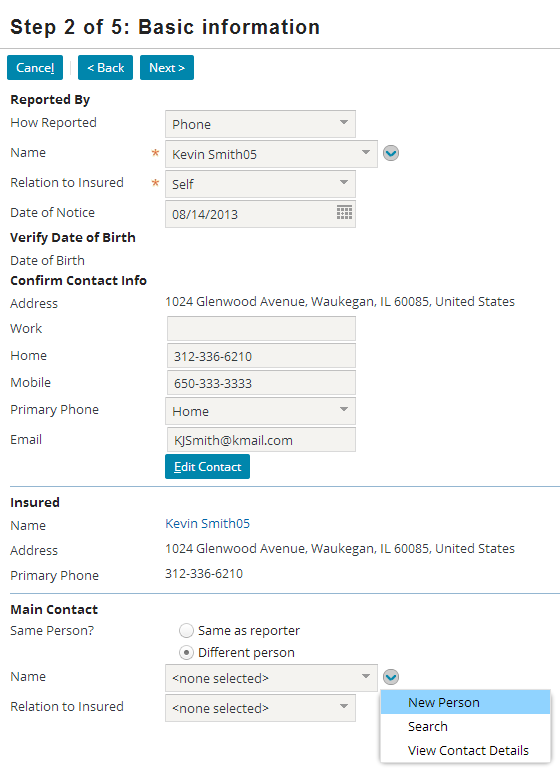 Step 2 of 5: Basic information
Cancel < Back Next >
Reported By
How Reported Phone
Name * Kevin Smith05
Relation to Insured * Self
Date of Notice 08/14/2013
Verify Date of Birth
Date of Birth
Confirm Contact Info
Address 1024 Glenwood Avenue, Waukegan, IL 60085, United States
Work
Home 312-336-6210
Mobile 650-333-3333
Primary Phone Home
Email KJSmith@kmail.com
Edit Contact
Insured
Name Kevin Smith05
Address 1024 Glenwood Avenue, Waukegan, IL 60085, United States
Primary Phone 312-336-6210
Main Contact
Same Person? Same as reporter
Different person
Name <none selected>
Relation to Insured <none selected>
New Person
Search
View Contact Details